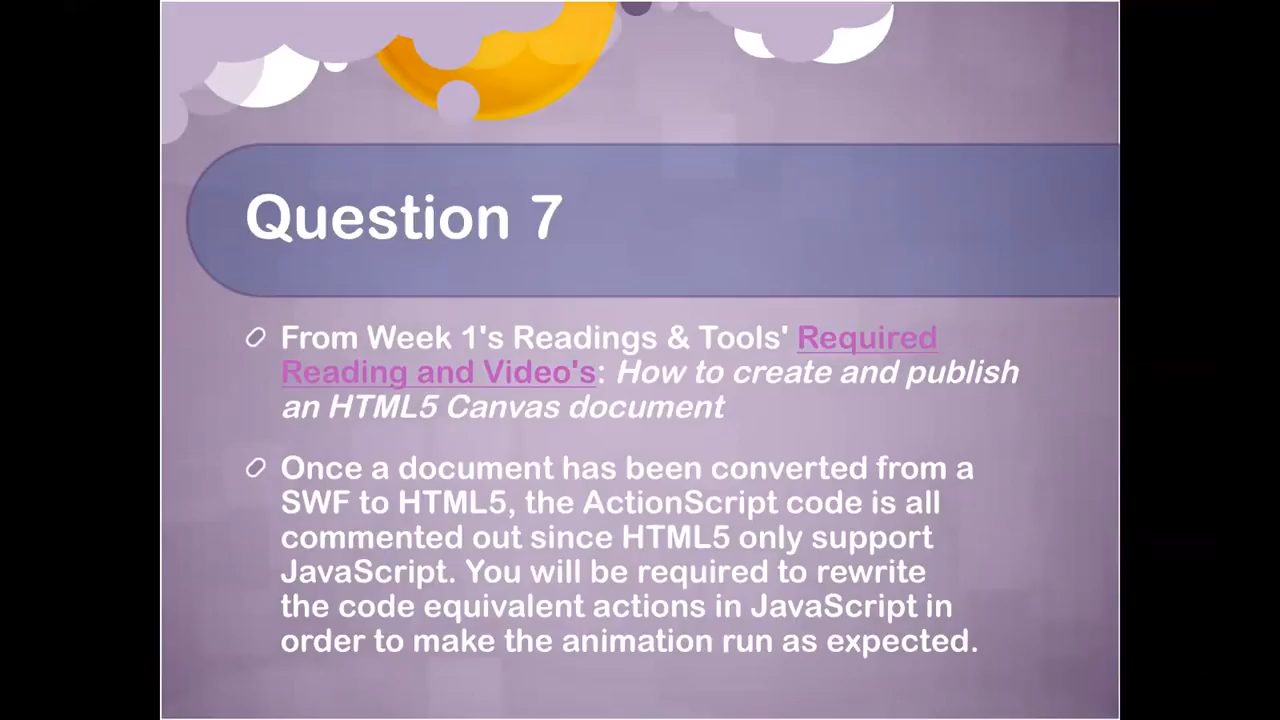 Question 7
From Week 1's Readings & Tools' Required
Reading and Video's: How to create and publish
an HTML5 Canvas document
Once a document has been converted from a
SWF to HTML5, the ActionScript code is all
commented out since HTML5 only support
JavaScript. You will be required to rewrite
the code equivalent actions in JavaScript in
order to make the animation run as expected.